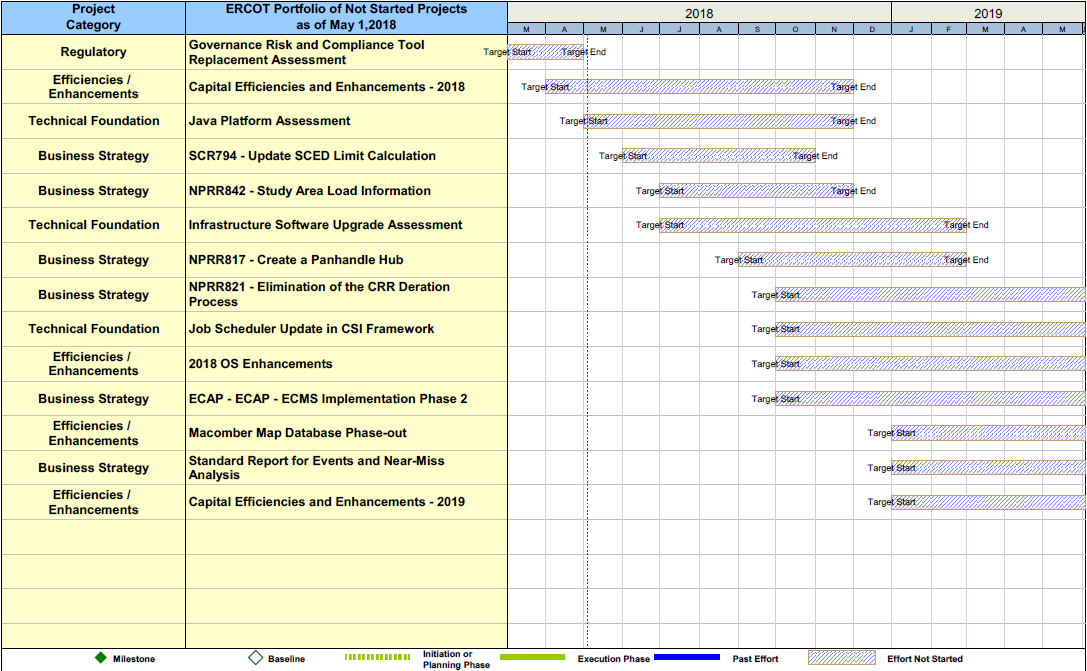 Project
Category
ERCOT Portfolio of Not Started Projects
as of May 1,2018
2018
2019
M A M J J A S O N D J F M A M
Regulatory
Governance Risk and Compliance Tool
Replacement Assessment
Target Start
Target End
Efficiencies /
Enhancements
Capital Efficiencies and Enhancements - 2018
Target Start
Target End
Technical Foundation
Java Platform Assessment
Target Start
Target End
Business Strategy
SCR794 - Update SCED Limit Calculation
Target Start
Target End
Business Strategy
NPRR842 - Study Area Load Information
Target Start
Target End
Technical Foundation
Infrastructure Software Upgrade Assessment
Target Start
Target End
Business Strategy
NPRR817 - Create a Panhandle Hub
Target Start
Target End
Business Strategy
NPRR821 - Elimination of the CRR Deration
Process
Target Start
Technical Foundation
Job Scheduler Update in CSI Framework
Target Start
Efficiencies /
Enhancements
2018 OS Enhancements
Target Start
Business Strategy
ECAP - ECAP - ECMS Implementation Phase 2
Target Start
Efficiencies /
Enhancements
Macomber Map Database Phase-out
Target Start
Business Strategy
Standard Report for Events and Near-Miss
Analysis
Target Start
Efficiencies /
Enhancements
Capital Efficiencies and Enhancements - 2019
Target Start
Milestone
Baseline
Initiation or
Planning Phase
Execution Phase
Past Effort
Effort Not Started